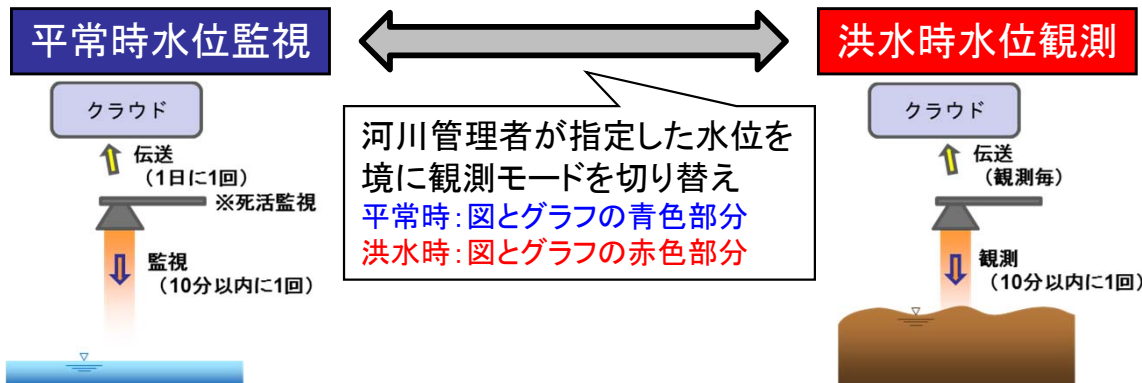 平常時水位監視
クラウド
伝送
(1日に1回)
※死活監視
監視
(10分以内に1回)
河川管理者が指定した水位を
境に観測モードを切り替え
平常時:図とグラフの青色部分
洪水時:図とグラフの赤色部分
洪水時水位観測
クラウド
伝送
(観測毎)
観測
(10分以内に1回)